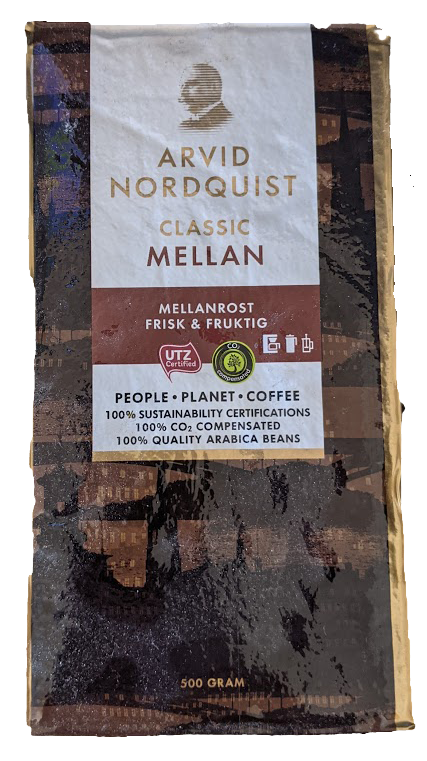 ARVID
NORDQUIST
CLASSIC
MELLAN
MELLANROST
FRISK & FRUKTIG
UTZ
Certified
CO₂
compensated
PEOPLE • PLANET • COFFEE
100% SUSTAINABILITY CERTIFICATIONS
100% CO₂ COMPENSATED
100% QUALITY ARABICA BEANS
500 GRAM